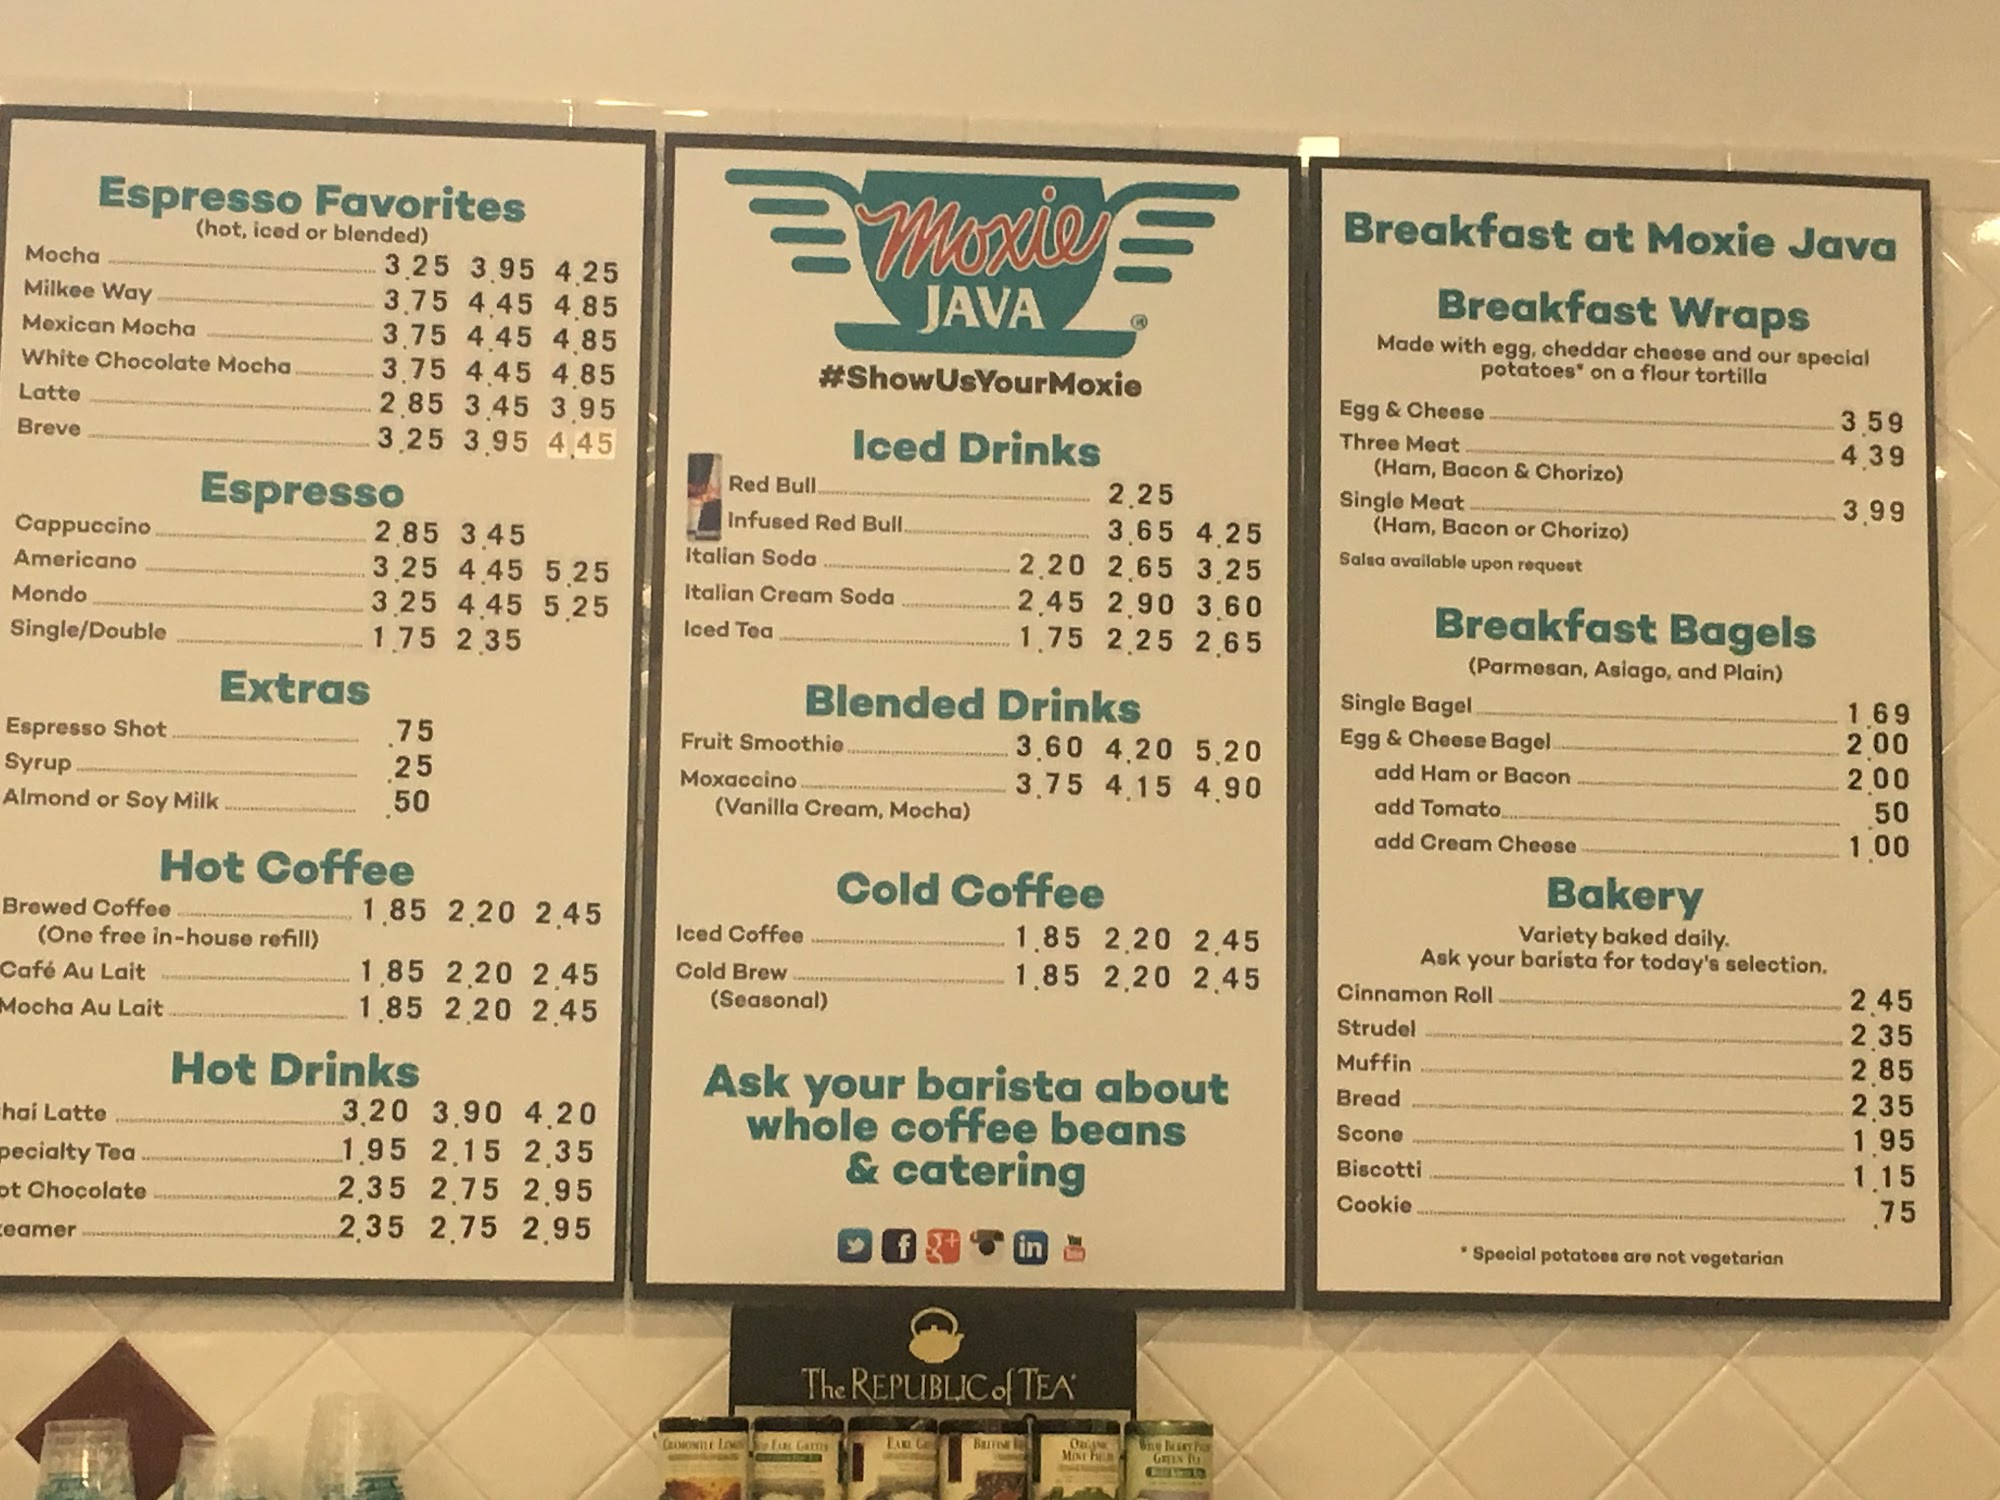 Espresso Favorites
(hot, iced or blended)
Mocha 3.25 3.95 4.25
Milkee Way 3.75 4.45 4.85
Mexican Mocha 3.75 4.45 4.85
White Chocolate Mocha 3.75 4.45 4.85
Latte 2.85 3.45 3.95
Breve 3.25 3.95 4.45
Espresso
Cappuccino 2.85 3.45
Americano 3.25 4.45 5.25
Mondo 3.25 4.45 5.25
Single/Double 1.75 2.35
Extras
Espresso Shot .75
Syrup .25
Almond or Soy Milk .50
Hot Coffee
Brewed Coffee 1.85 2.20 2.45
(One free in-house refill)
Café Au Lait 1.85 2.20 2.45
Mocha Au Lait 1.85 2.20 2.45
Hot Drinks
hai Latte 3.20 3.90 4.20
pecialty Tea 1.95 2.15 2.35
ot Chocolate 2.35 2.75 2.95
eamer 2.35 2.75 2.95
Moxie
JAVA ®
#ShowUsYourMoxie
Iced Drinks
Red Bull 2.25
Infused Red Bull 3.65 4.25
Italian Soda 2.20 2.65 3.25
Italian Cream Soda 2.45 2.90 3.60
Iced Tea 1.75 2.25 2.65
Blended Drinks
Fruit Smoothie 3.60 4.20 5.20
Moxaccino 3.75 4.15 4.90
(Vanilla Cream, Mocha)
Cold Coffee
Iced Coffee 1.85 2.20 2.45
Cold Brew 1.85 2.20 2.45
(Seasonal)
Ask your barista about
whole coffee beans
& catering
Breakfast at Moxie Java
Breakfast Wraps
Made with egg, cheddar cheese and our special
potatoes* on a flour tortilla
Egg & Cheese 3.59
Three Meat 4.39
(Ham, Bacon & Chorizo)
Single Meat 3.99
(Ham, Bacon or Chorizo)
Salsa available upon request
Breakfast Bagels
(Parmesan, Asiago, and Plain)
Single Bagel 1.69
Egg & Cheese Bagel 2.00
add Ham or Bacon 2.00
add Tomato .50
add Cream Cheese 1.00
Bakery
Variety baked daily.
Ask your barista for today's selection.
Cinnamon Roll 2.45
Strudel 2.35
Muffin 2.85
Bread 2.35
Scone 1.95
Biscotti 1.15
Cookie .75
* Special potatoes are not vegetarian
The REPUBLIC of TEA
CHAMOMILE LEMON
EARL GREYER
EARL
BRITISH
ORGANIC
MINT FIELDS
WILD BERRY
GREEN TEA